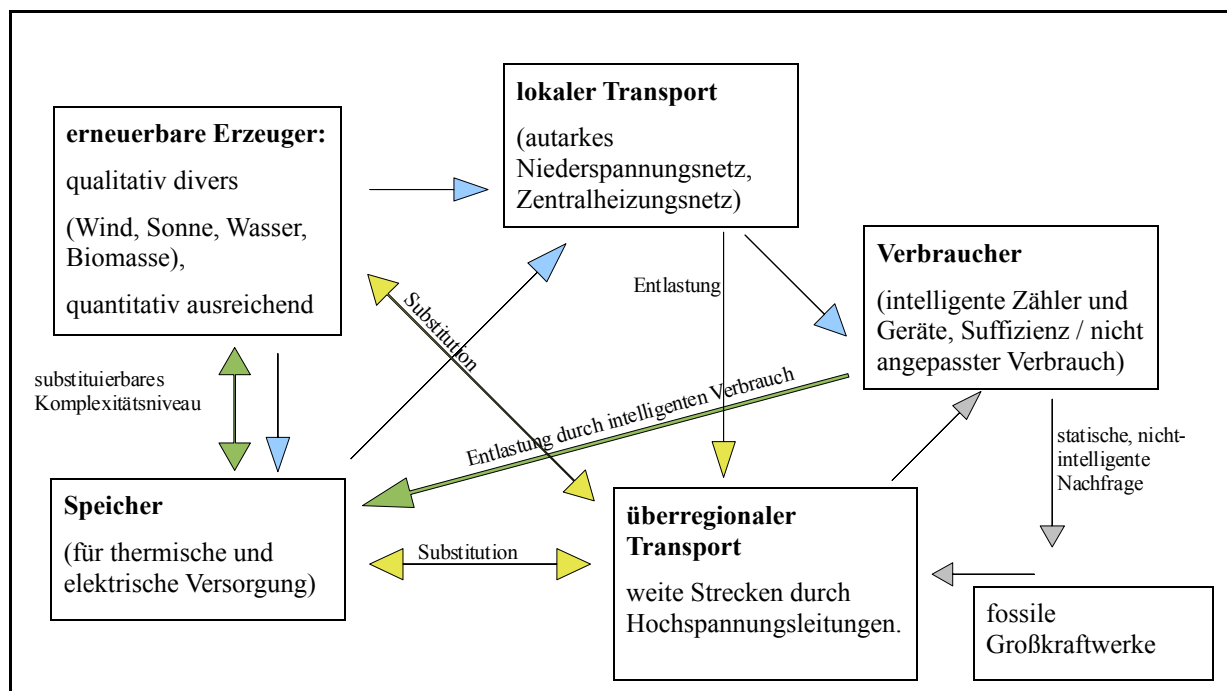 erneuerbare Erzeuger:
qualitativ divers
(Wind, Sonne, Wasser,
Biomasse),
quantitativ ausreichend
lokaler Transport
(autarkes
Niederspannungsnetz,
Zentralheizungsnetz)
Verbraucher
(intelligente Zähler und
Geräte, Suffizienz / nicht
angepasster Verbrauch)
Entlastung
Substitution
substituierbares
Komplexitätsniveau
Entlastung durch intelligenten Verbrauch
statische, nicht-
intelligente
Nachfrage
Speicher
(für thermische und
elektrische Versorgung)
Substitution
überregionaler
Transport
weite Strecken durch
Hochspannungsleitungen.
fossile
Großkraftwerke